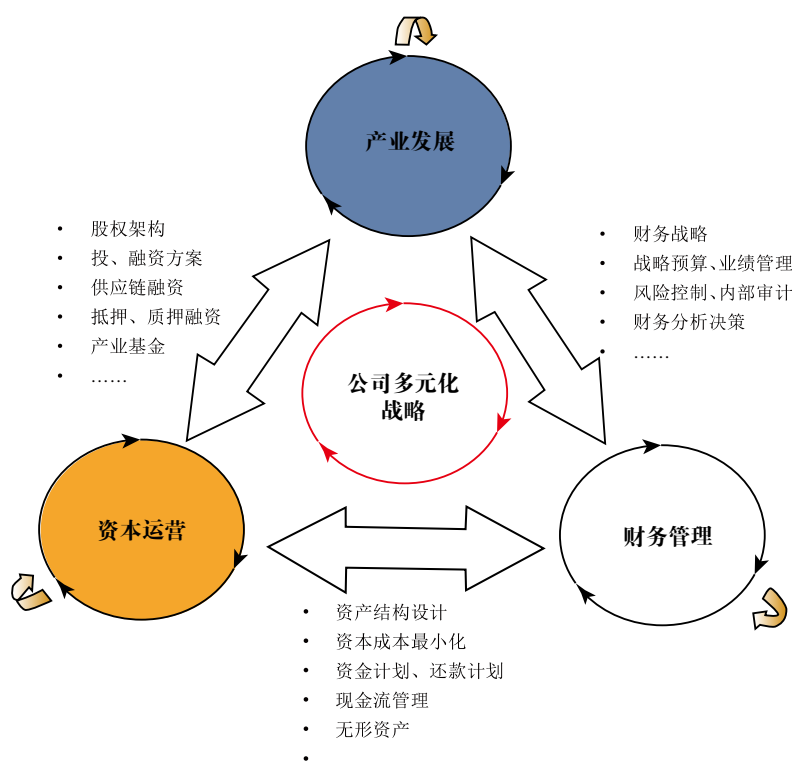 产业发展
• 股权架构
• 投、融资方案
• 供应链融资
• 抵押、质押融资
• 产业基金
• ……
• 财务战略
• 战略预算、业绩管理
• 风险控制、内部审计
• 财务分析决策
• ……
公司多元化
战略
资本运营
财务管理
• 资产结构设计
• 资本成本最小化
• 资金计划、还款计划
• 现金流管理
• 无形资产
•